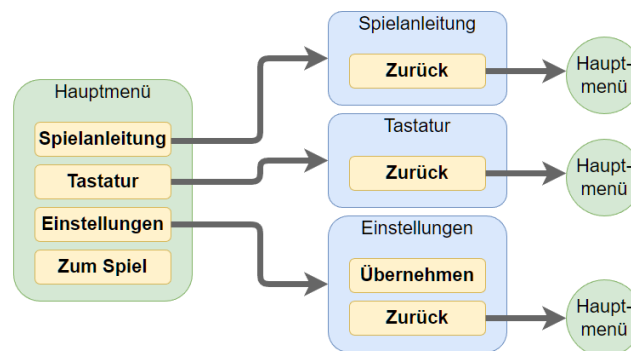 Hauptmenü
Spielanleitung
Tastatur
Einstellungen
Zum Spiel
Spielanleitung
Zurück
Haupt-
menü
Tastatur
Zurück
Haupt-
menü
Einstellungen
Übernehmen
Zurück
Haupt-
menü